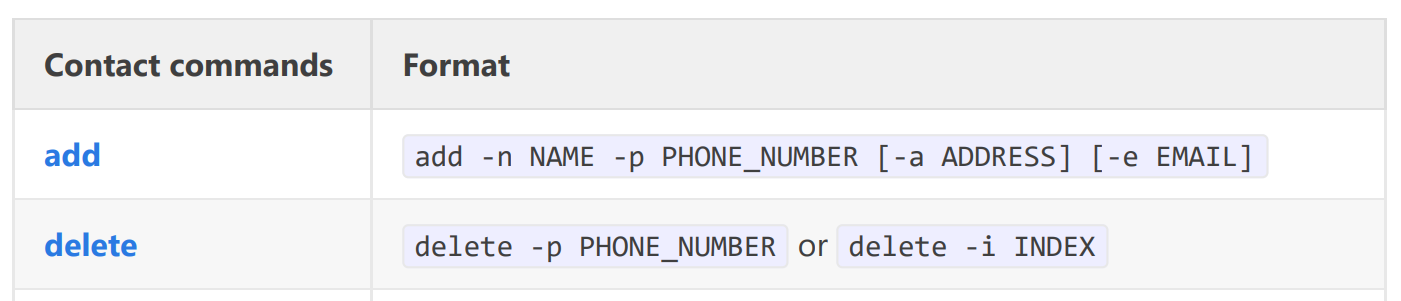 Contact commands Format
add add -n NAME -p PHONE_NUMBER [-a ADDRESS] [-e EMAIL]
delete delete -p PHONE_NUMBER or delete -i INDEX